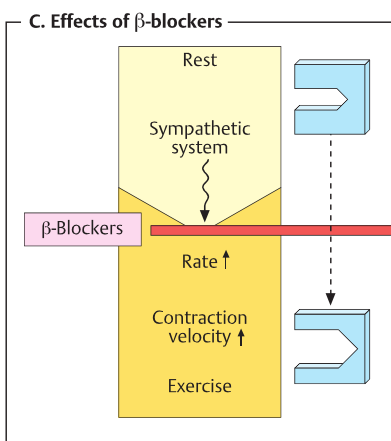 C. Effects of β-blockers
Rest
Sympathetic
system
β-Blockers
Rate
Contraction
velocity
Exercise